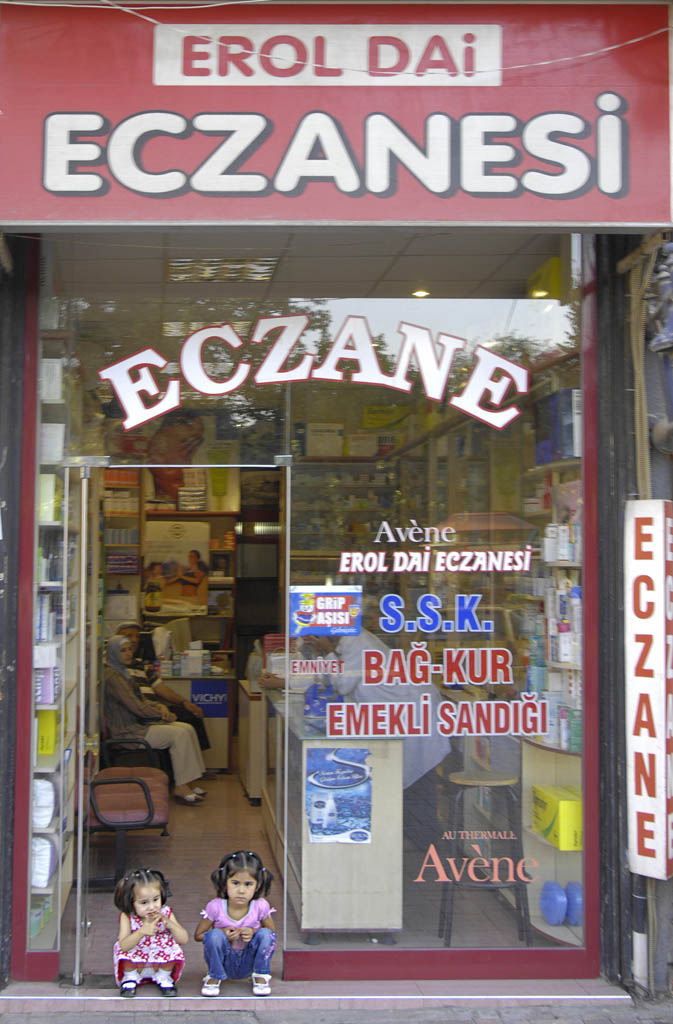 EROL DAİ
ECZANESİ
ECZANE
Avène
EROL DAİ ECZANESİ
GRİP
AŞISI
S.S.K.
EMNİYET
BAĞ-KUR
EMEKLİ SANDIĞI
VICHY
AU THERMALE
Avène
ECZANE